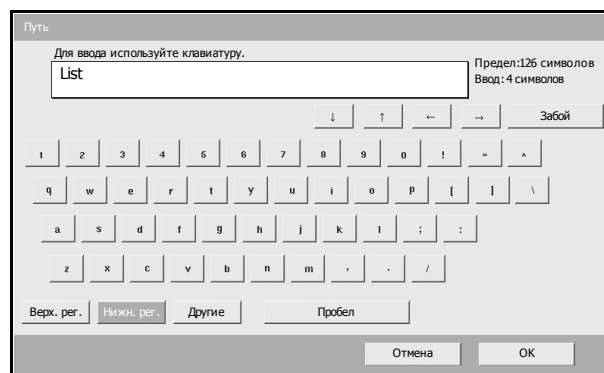 Путь
Для ввода используйте клавиатуру.
List
Предел:126 символов
Ввод: 4 символов
↓ ↑ ← → Забой
1 2 3 4 5 6 7 8 9 0 ! = ^
q w e r t y u i o p [ ] \
a s d f g h j k l ; :
z x c v b n m , . /
Верх. рег. Нижн. рег. Другие Пробел
Отмена OK